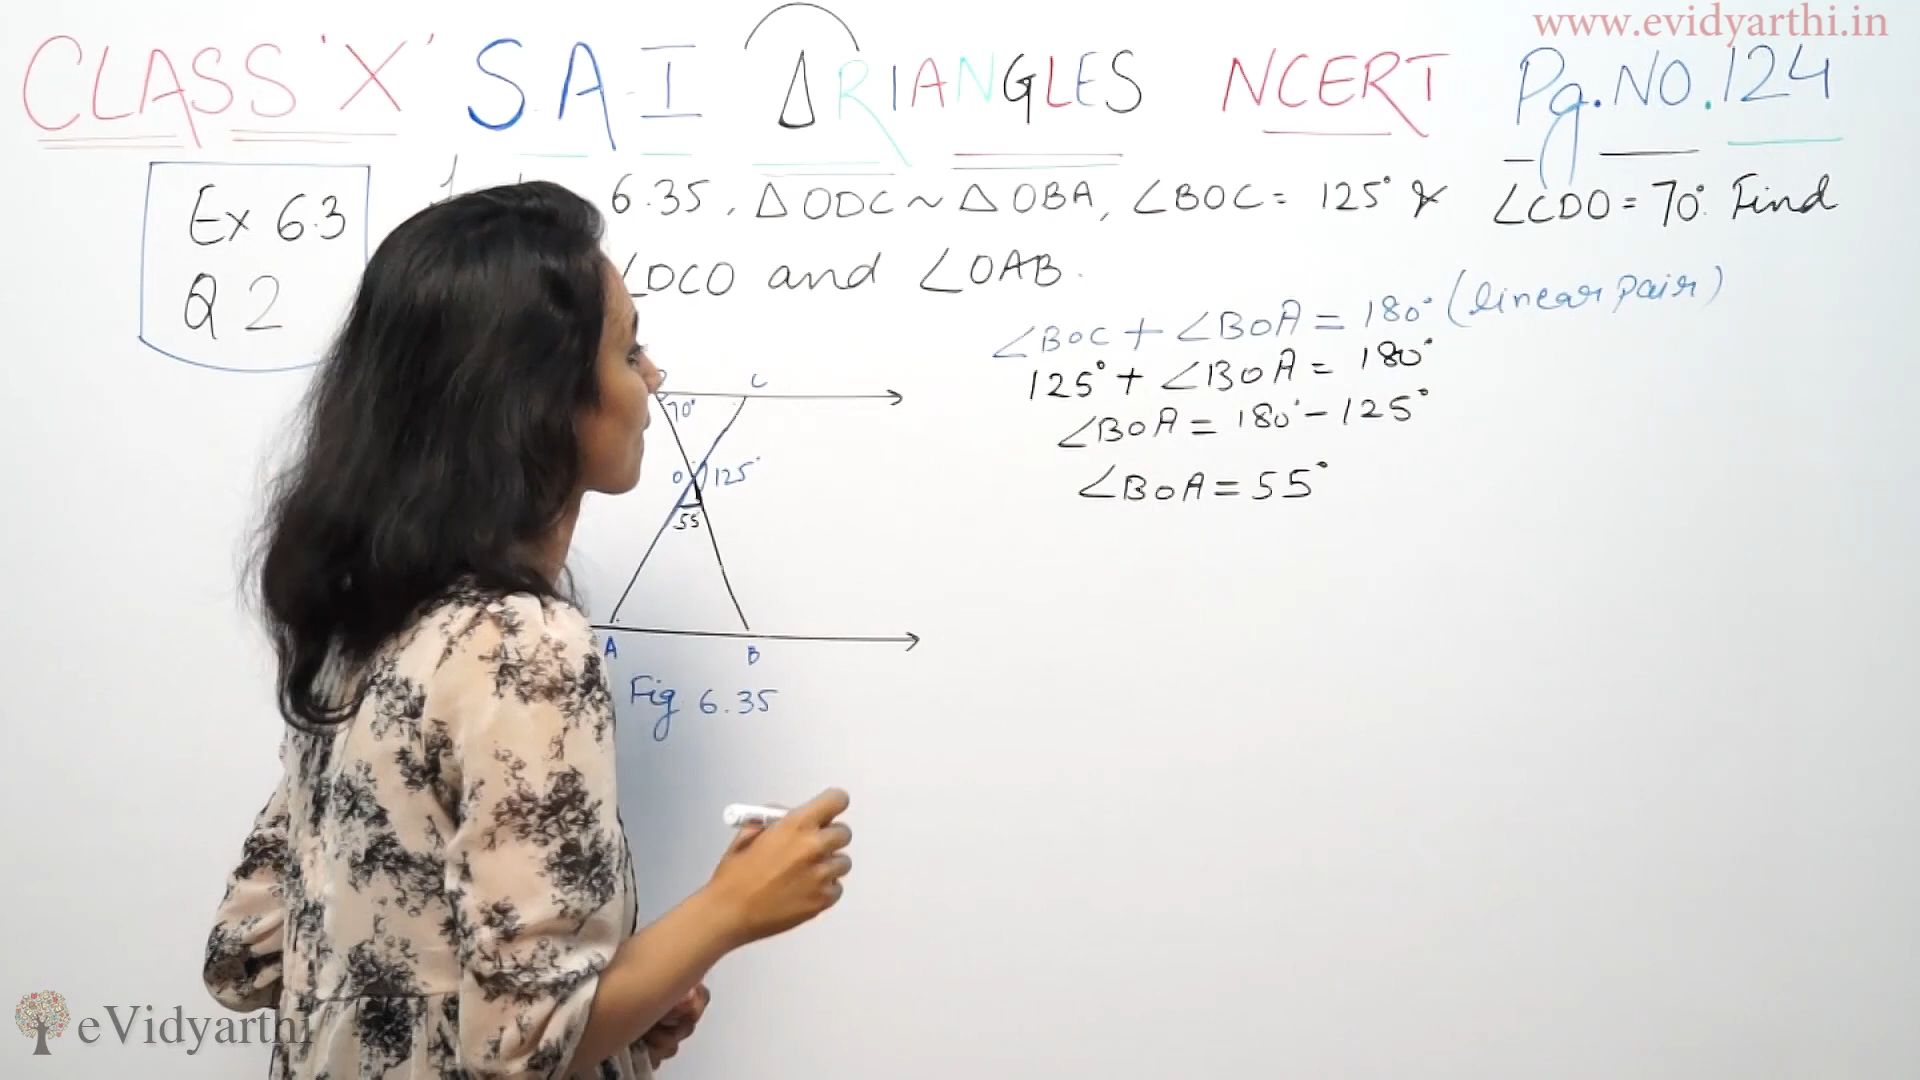 www.evidyarthi.in
CLASS 'X' S.A-I ΔRIANGLES NCERT Pg.NO.124
Ex 6.3
Q 2
6.35, ΔODC ~ ΔOBA, ∠BOC = 125° & ∠CDO = 70°. Find
∠DCO and ∠OAB.
∠BOC + ∠BOA = 180° (linear pair)
125° + ∠BOA = 180°
∠BOA = 180° - 125°
∠BOA = 55°
C
70°
O 125°
55
A B
Fig 6.35
eVidyarthi